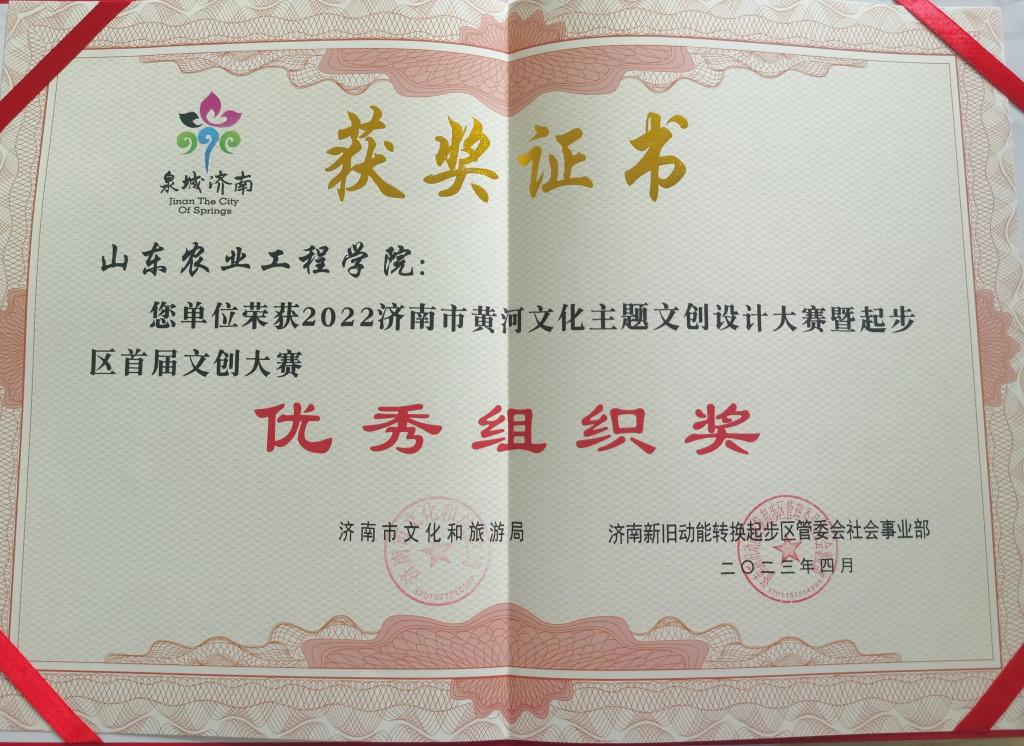 泉城济南
Jinan The City
Of Springs
获奖证书
山东农业工程学院：
您单位荣获2022济南市黄河文化主题文创设计大赛暨起步
区首届文创大赛
优秀组织奖
济南市文化和旅游局
济南新旧动能转换起步区管委会社会事业部
二〇二三年四月